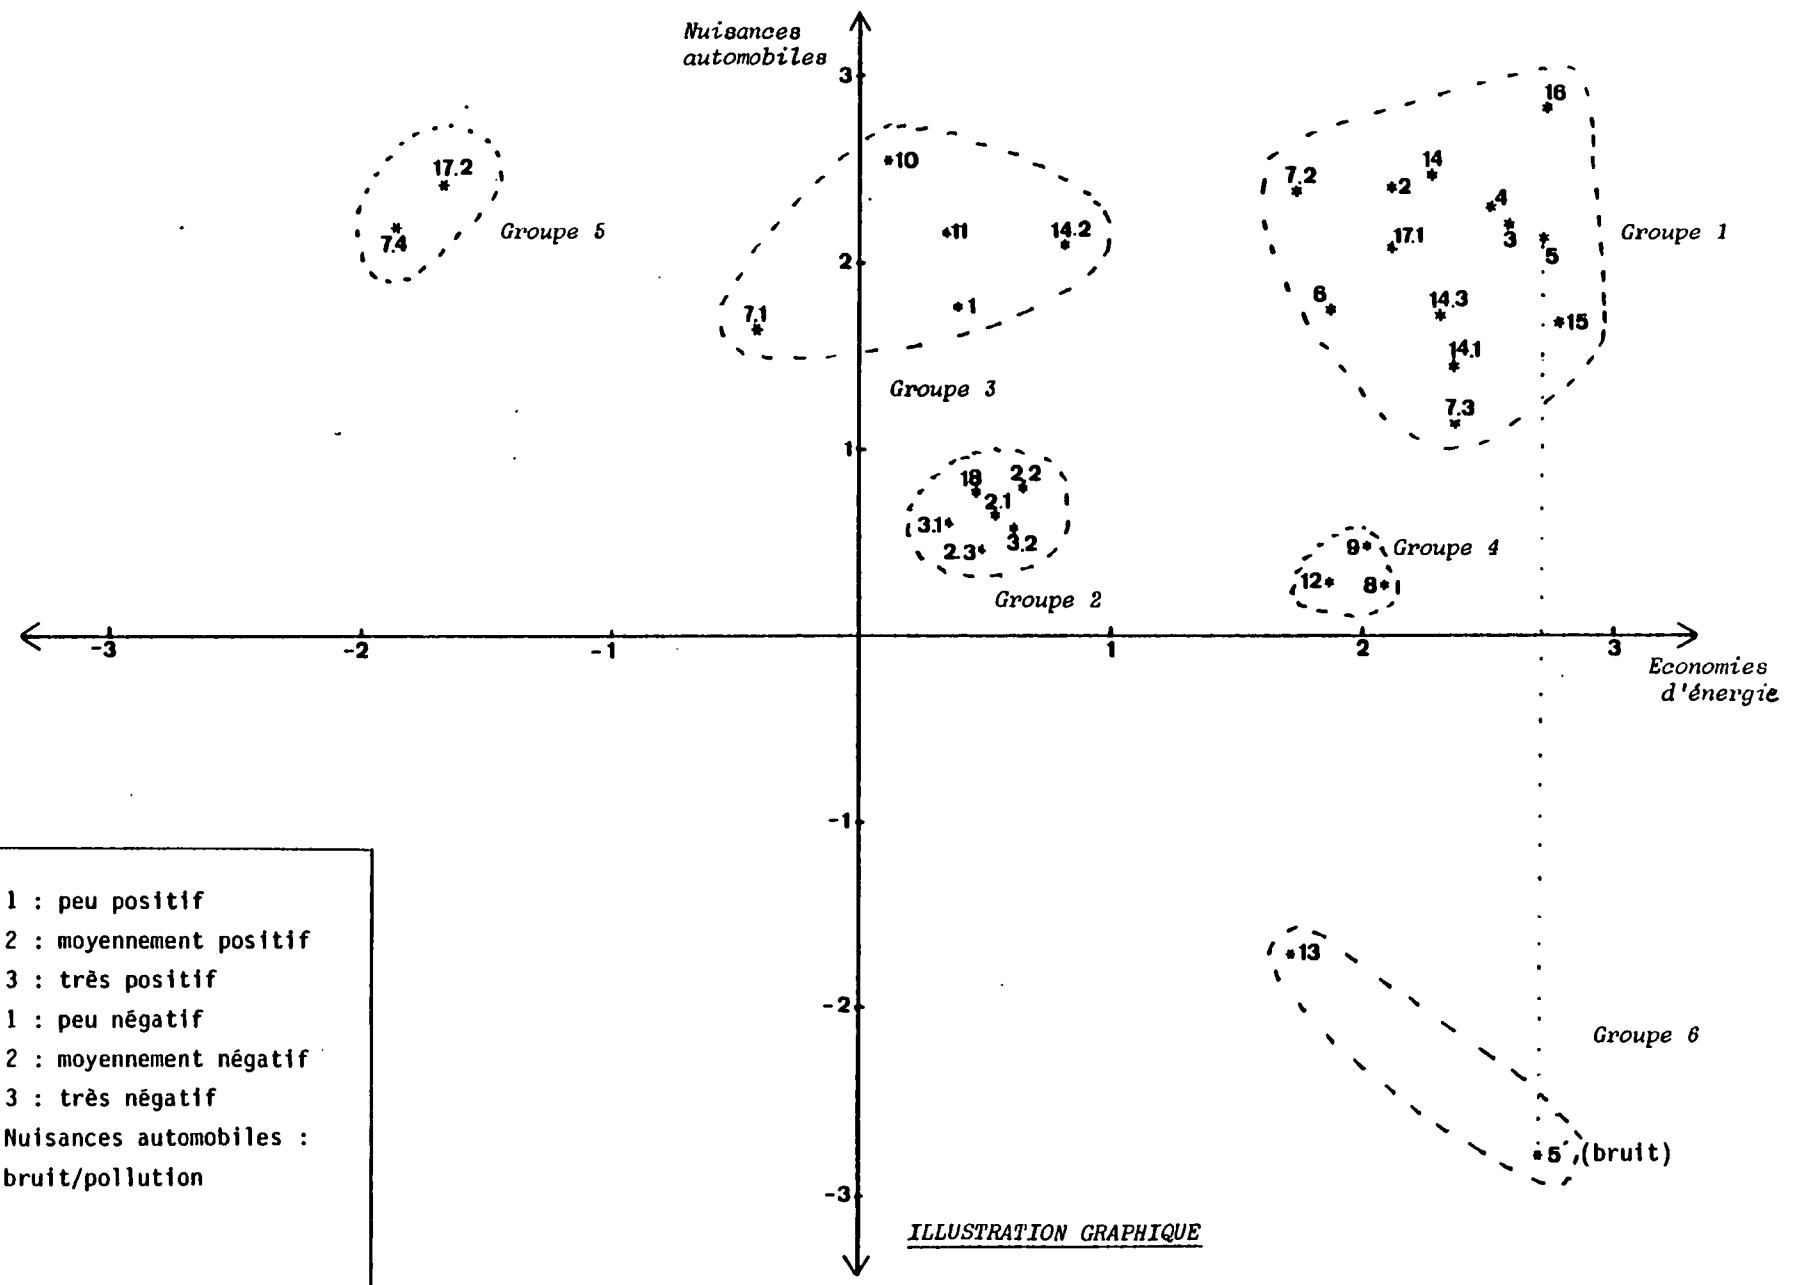 Nuisances
automobiles
3
16
17.2
7.4
Groupe 5
10
11
14.2
1
7.1
Groupe 3
2
7.2
2
14
4
3
5
17.1
6
14.3
15
14.1
7.3
Groupe 1
1
18
2.2
2.1
3.1
2.3
3.2
Groupe 2
9
12
8
Groupe 4
-3
-2
-1
1
2
3
Economies
d'énergie
-1
-2
-3
13
Groupe 6
5 (bruit)
1 : peu positif
2 : moyennement positif
3 : très positif
1 : peu négatif
2 : moyennement négatif
3 : très négatif
Nuisances automobiles :
bruit/pollution
ILLUSTRATION GRAPHIQUE